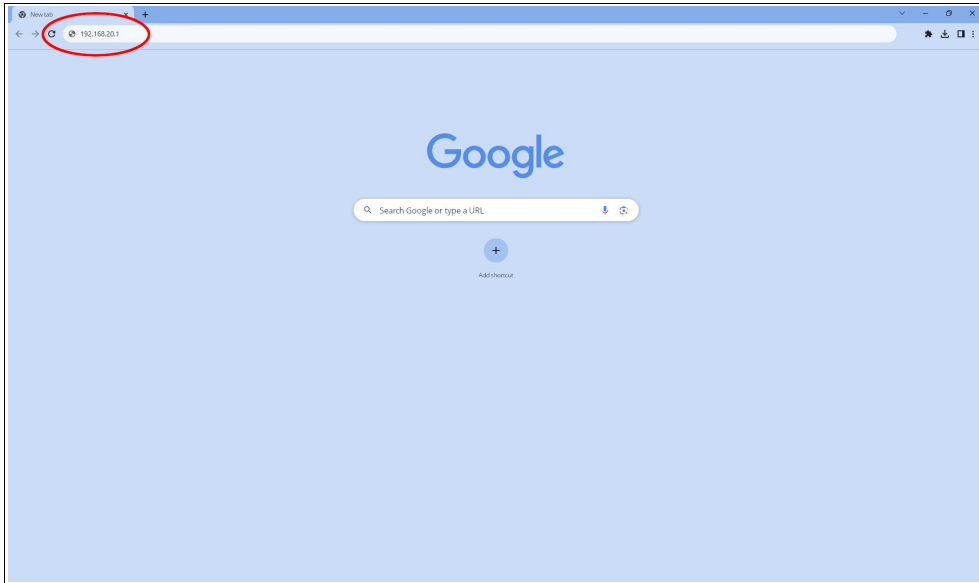 New tab
192.168.20.1
Google
Search Google or type a URL
Add shortcut